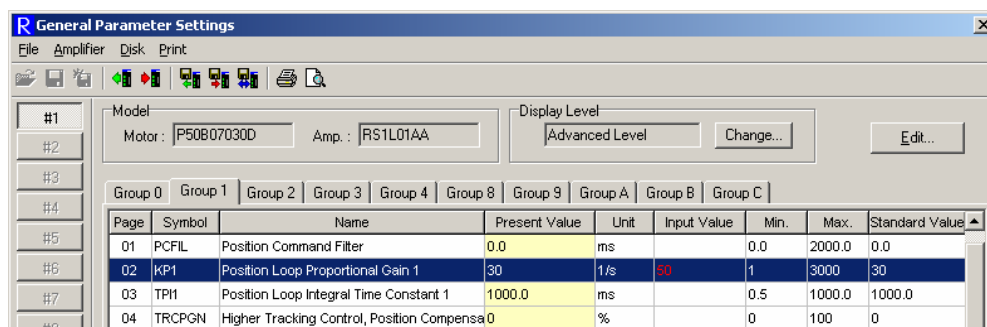 R General Parameter Settings
File Amplifier Disk Print
#1
#2
#3
#4
#5
#6
#7
Model
Motor : P50B07030D Amp. : RS1L01AA
Display Level
Advanced Level Change...
Edit...
Group 0 Group 1 Group 2 Group 3 Group 4 Group 8 Group 9 Group A Group B Group C
Page Symbol Name Present Value Unit Input Value Min. Max. Standard Value
01 PCFIL Position Command Filter 0.0 ms 0.0 2000.0 0.0
02 KP1 Position Loop Proportional Gain 1 30 1/s 50 1 3000 30
03 TPI1 Position Loop Integral Time Constant 1 1000.0 ms 0.5 1000.0 1000.0
04 TRCPGN Higher Tracking Control, Position Compensa 0 % 0 100 0